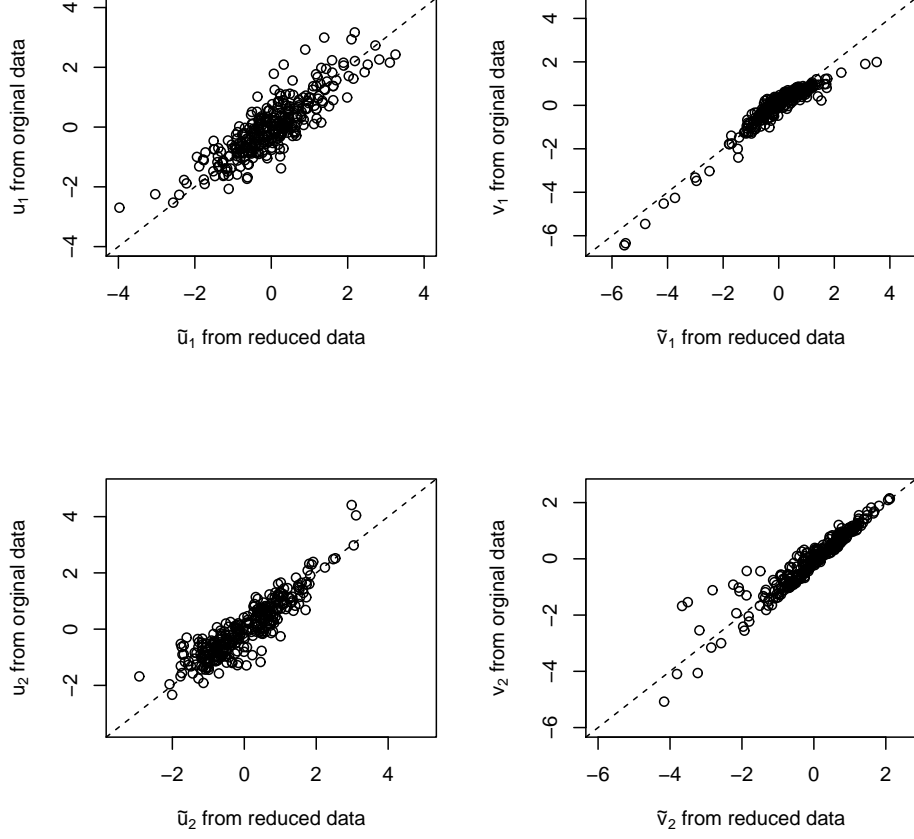 u₁ from orginal data
4
2
0
−2
−4
−4 −2 0 2 4
ũ₁ from reduced data
v₁ from orginal data
4
2
0
−2
−4
−6
−6 −4 −2 0 2 4
ṽ₁ from reduced data
u₂ from orginal data
4
2
0
−2
−2 0 2 4
ũ₂ from reduced data
v₂ from orginal data
2
0
−2
−4
−6
−6 −4 −2 0 2
ṽ₂ from reduced data